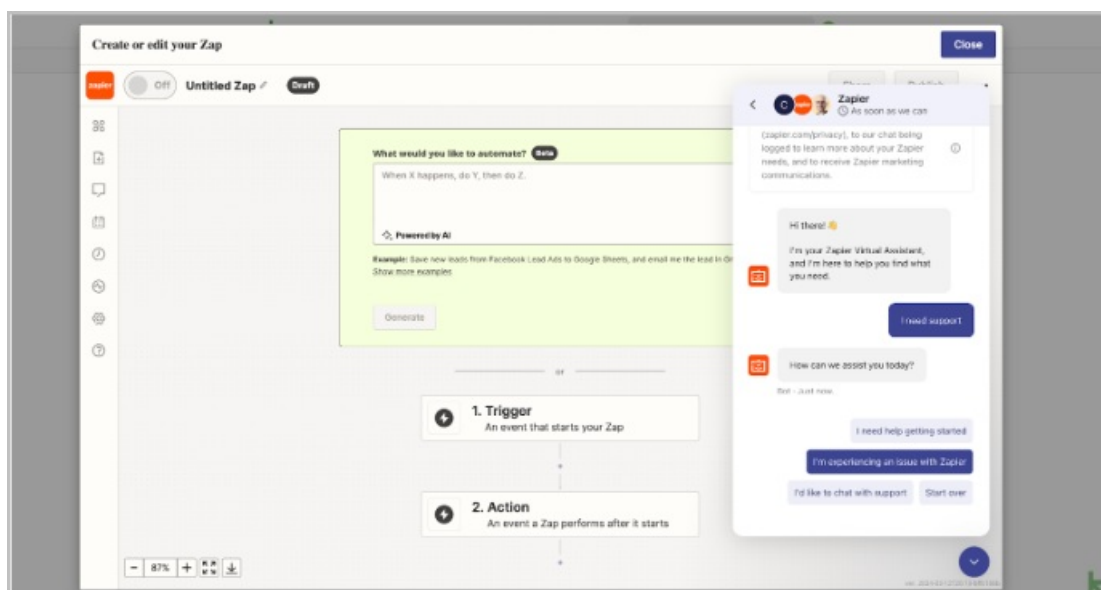 Create or edit your Zap
Close
zapier
Off
Untitled Zap
Draft
What would you like to automate? Beta
When X happens, do Y, then do Z.
Powered by AI
Example: Save new leads from Facebook Lead Ads to Google Sheets, and email me the lead in
Show more examples
Generate
or
1. Trigger
An event that starts your Zap
2. Action
An event a Zap performs after it starts
87%
C
zapier
Zapier
As soon as we can
(zapier.com/privacy), to our chat being
logged to learn more about your Zapier
needs, and to receive Zapier marketing
communications.
Hi there! 👋
I'm your Zapier Virtual Assistant,
and I'm here to help you find what
you need.
I need support
How can we assist you today?
Bot - Just now
I need help getting started
I'm experiencing an issue with Zapier
I'd like to chat with support
Start over